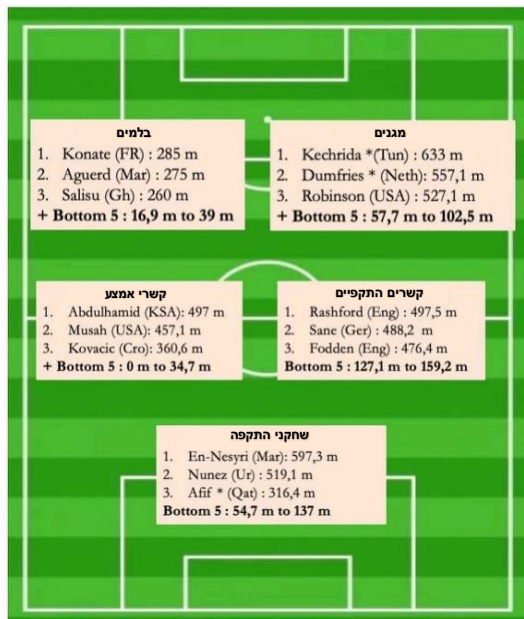 בלמים
1. Konate (FR) : 285 m
2. Aguerd (Mar) : 275 m
3. Salisu (Gh) : 260 m
+ Bottom 5 : 16,9 m to 39 m
מגנים
1. Kechrida *(Tun) : 633 m
2. Dumfries * (Neth): 557,1 m
3. Robinson (USA) : 527,1 m
+ Bottom 5 : 57,7 m to 102,5 m
קשרי אמצע
1. Abdulhamid (KSA): 497 m
2. Musah (USA): 457,1 m
3. Kovacic (Cro): 360,6 m
+ Bottom 5 : 0 m to 34,7 m
קשרים התקפיים
1. Rashford (Eng) : 497,5 m
2. Sane (Ger) : 488,2 m
3. Fodden (Eng) : 476,4 m
Bottom 5 : 127,1 m to 159,2 m
שחקני התקפה
1. En-Nesyri (Mar): 597,3 m
2. Nunez (Ur) : 519,1 m
3. Afif * (Qat) : 316,4 m
Bottom 5 : 54,7 m to 137 m